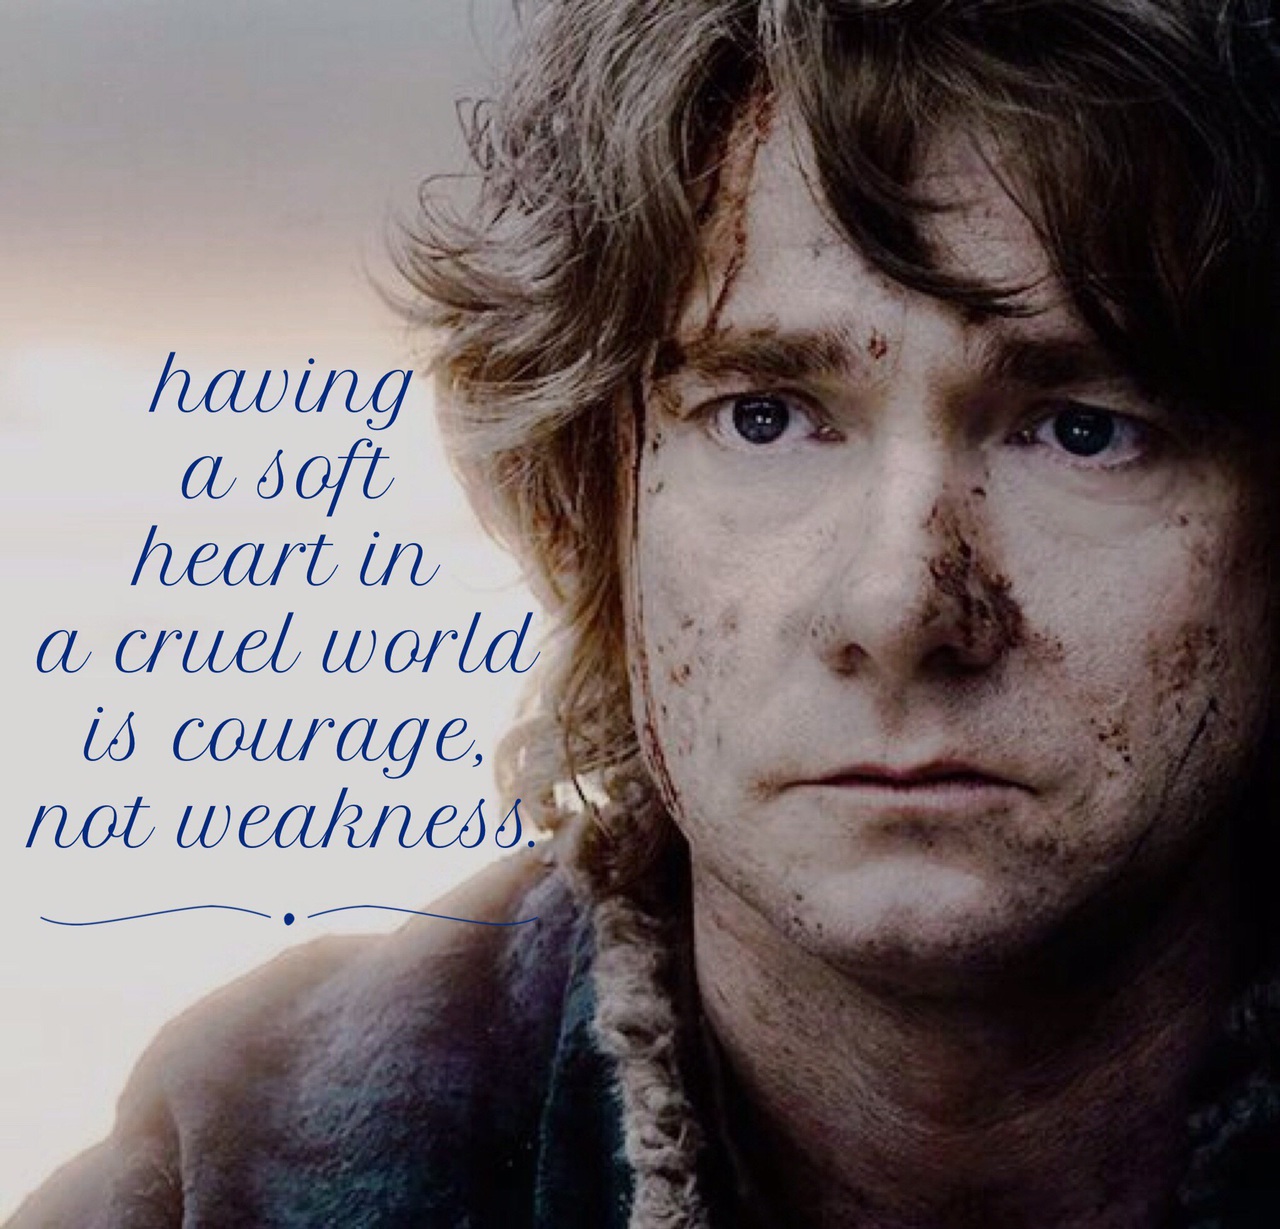 having
a soft
heart in
a cruel world
is courage,
not weakness.